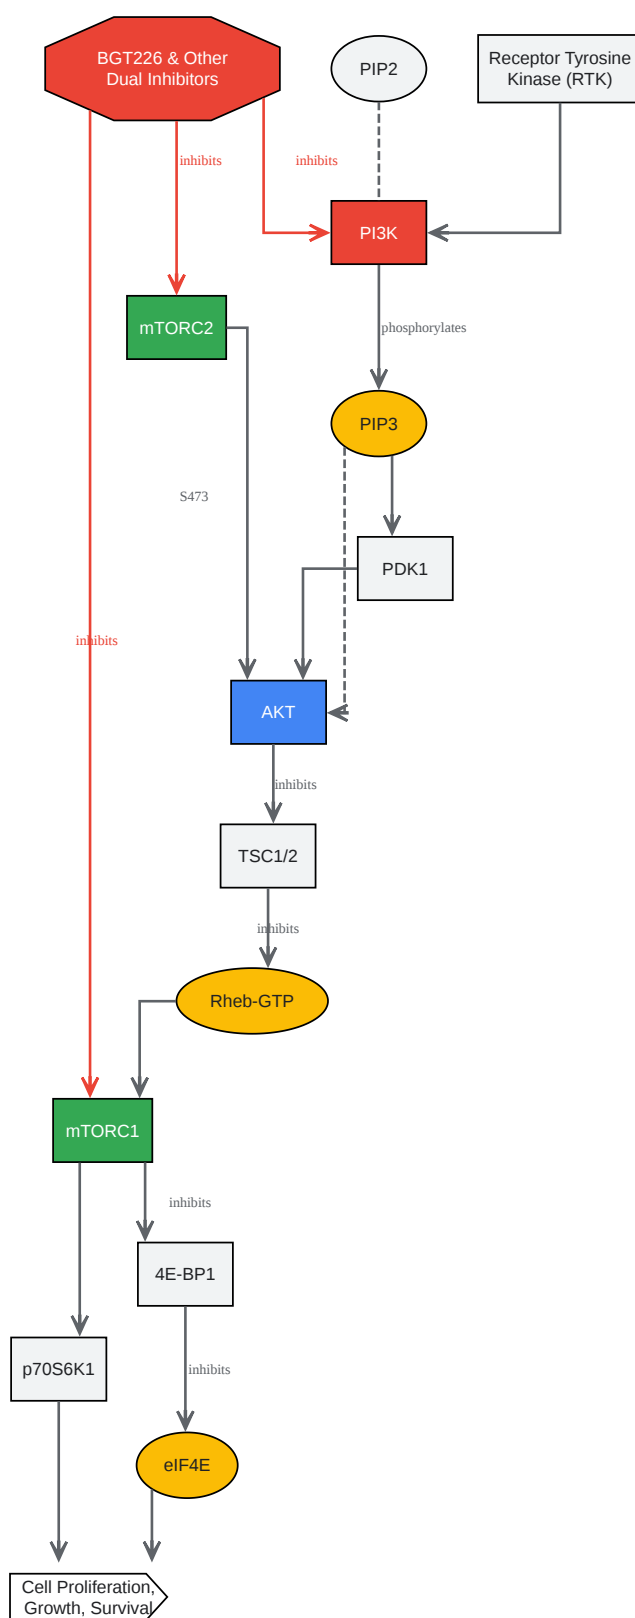 BGT226 & Other
Dual Inhibitors
PIP2
Receptor Tyrosine
Kinase (RTK)
inhibits
inhibits
PI3K
mTORC2
phosphorylates
PIP3
S473
PDK1
inhibits
AKT
inhibits
TSC1/2
inhibits
Rheb-GTP
mTORC1
inhibits
4E-BP1
p70S6K1
inhibits
eIF4E
Cell Proliferation,
Growth, Survival